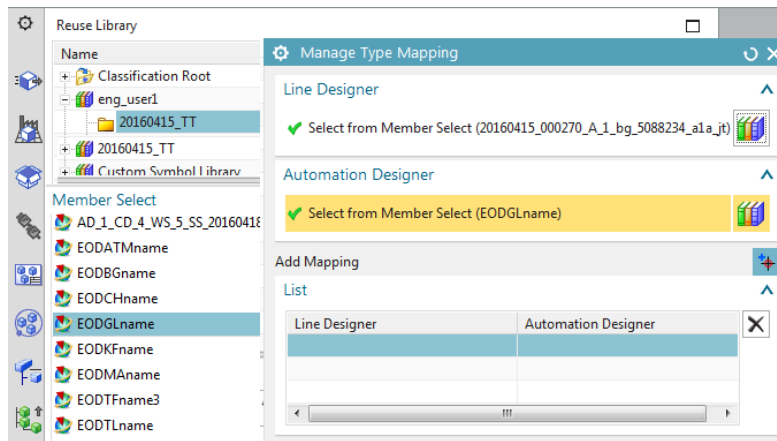 Reuse Library
Name
Classification Root
eng_user1
20160415_TT
20160415_TT
Custom Symbol Library
Member Select
AD_1_CD_4_WS_5_SS_20160418
EODATMname
EODBGname
EODCHname
EODGLname
EODKFname
EODMAname
EODTFname3
EODTLname
Manage Type Mapping
Line Designer
Select from Member Select (20160415_000270_A_1_bg_5088234_a1a_jt)
Automation Designer
Select from Member Select (EODGLname)
Add Mapping
List
Line Designer Automation Designer